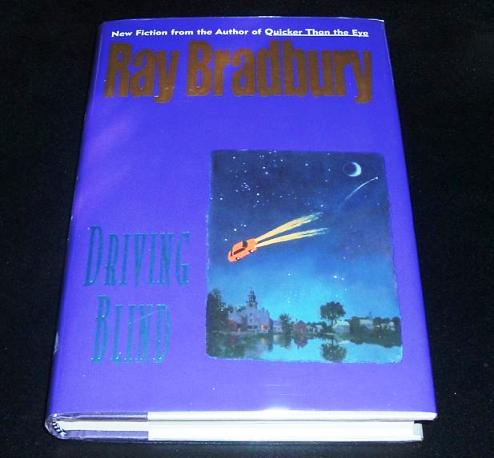 New Fiction from the Author of Quicker Than the Eye
Ray Bradbury
DRIVING
BLIND